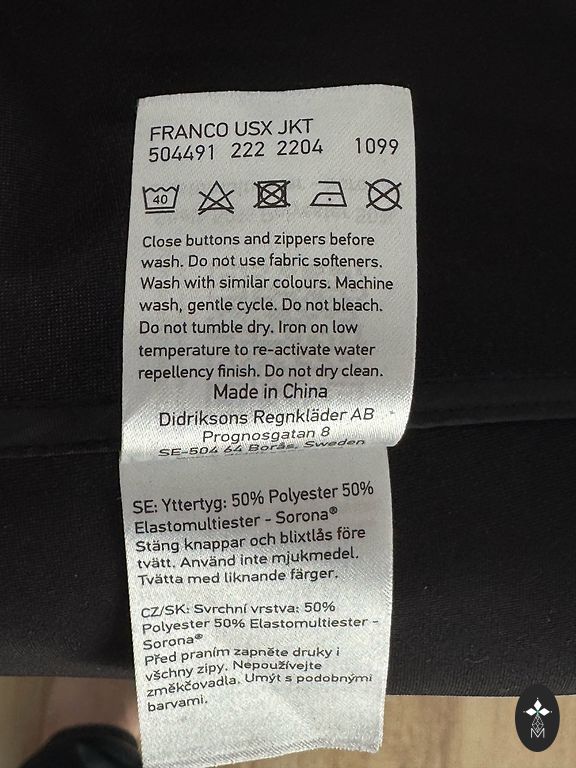 FRANCO USX JKT
504491 222 2204 1099
40
Close buttons and zippers before
wash. Do not use fabric softeners.
Wash with similar colours. Machine
wash, gentle cycle. Do not bleach.
Do not tumble dry. Iron on low
temperature to re-activate water
repellency finish. Do not dry clean.
Made in China
Didriksons Regnkläder AB
Prognosgatan 8
SE-504 64 Borås, Sweden
SE: Yttertyg: 50% Polyester 50%
Elastomultiester - Sorona®
Stäng knappar och blixtlås före
tvätt. Använd inte mjukmedel.
Tvätta med liknande färger.
CZ/SK: Svrchní vrstva: 50%
Polyester 50% Elastomultiester -
Sorona®
Před praním zapněte druky i
všechny zipy. Nepoužívejte
změkčovadla. Umýt s podobnými
barvami.
M